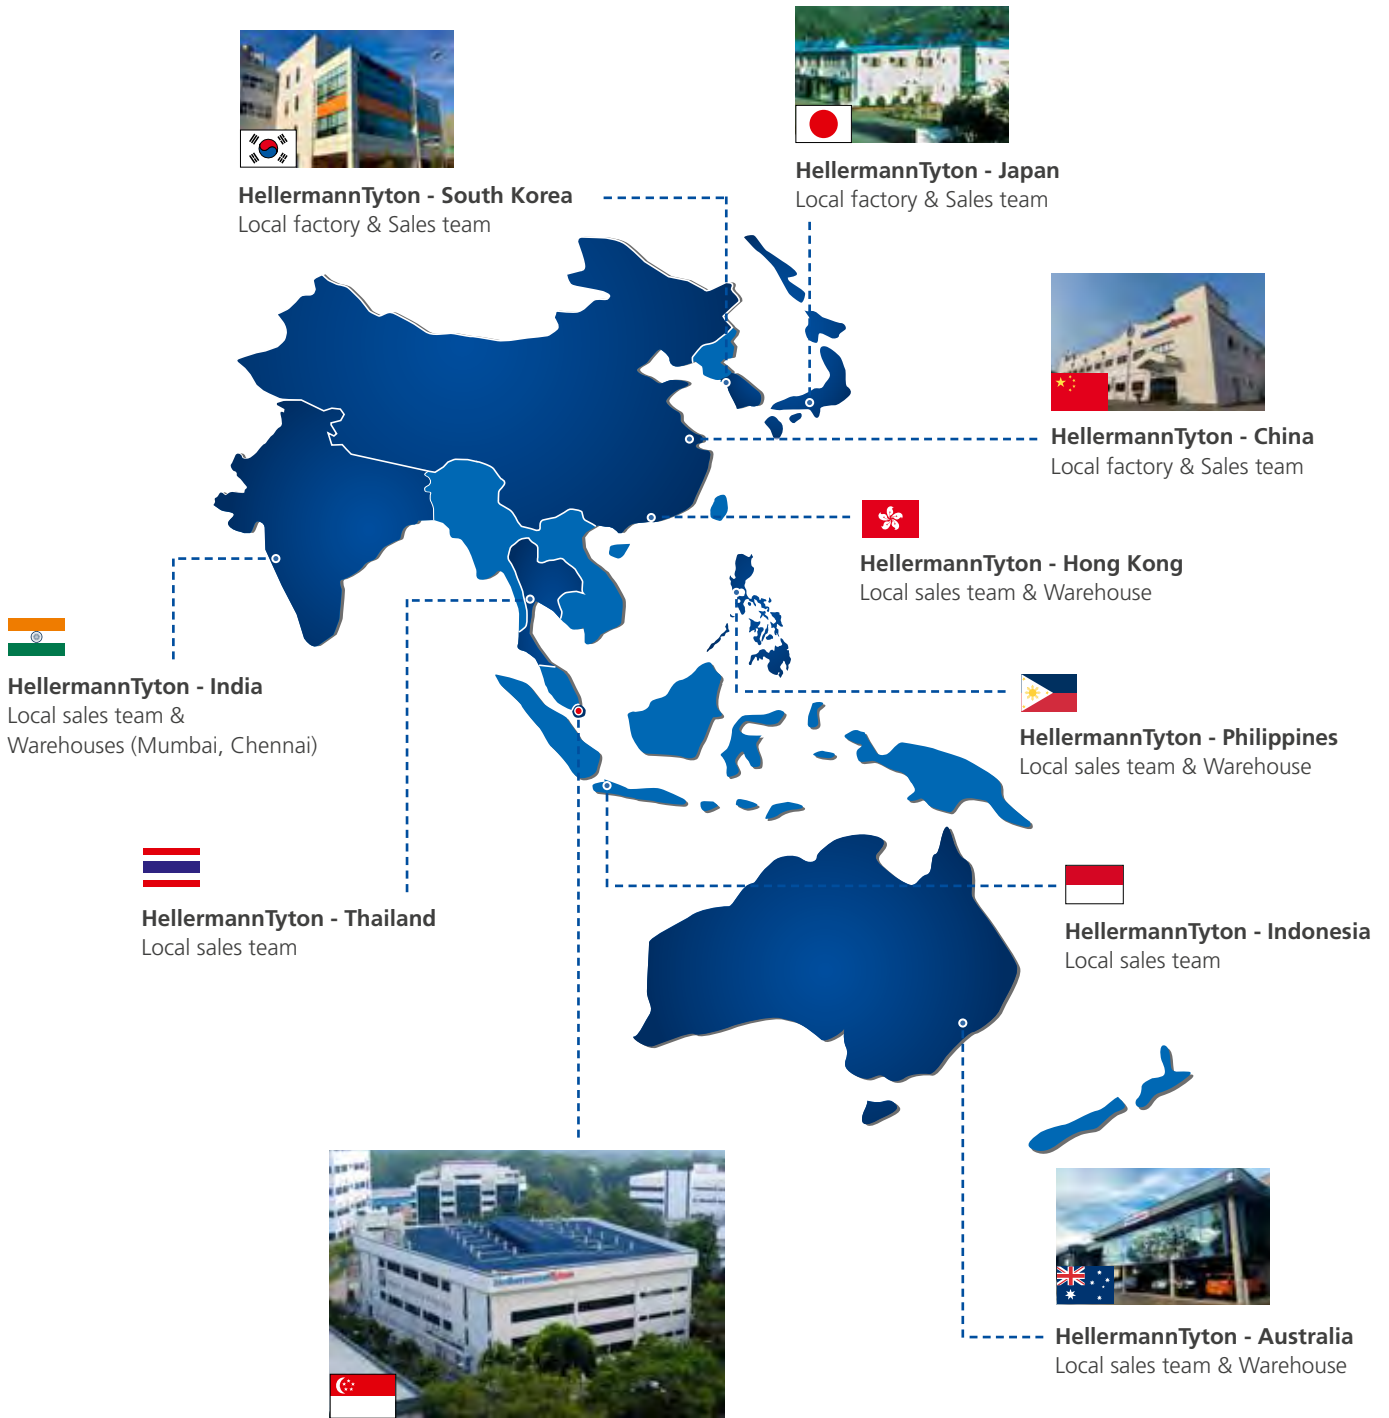 HellermannTyton - South Korea
Local factory & Sales team
HellermannTyton - Japan
Local factory & Sales team
HellermannTyton - China
Local factory & Sales team
HellermannTyton - Hong Kong
Local sales team & Warehouse
HellermannTyton - India
Local sales team &
Warehouses (Mumbai, Chennai)
HellermannTyton - Philippines
Local sales team & Warehouse
HellermannTyton - Thailand
Local sales team
HellermannTyton - Indonesia
Local sales team
HellermannTyton
HellermannTyton - Australia
Local sales team & Warehouse